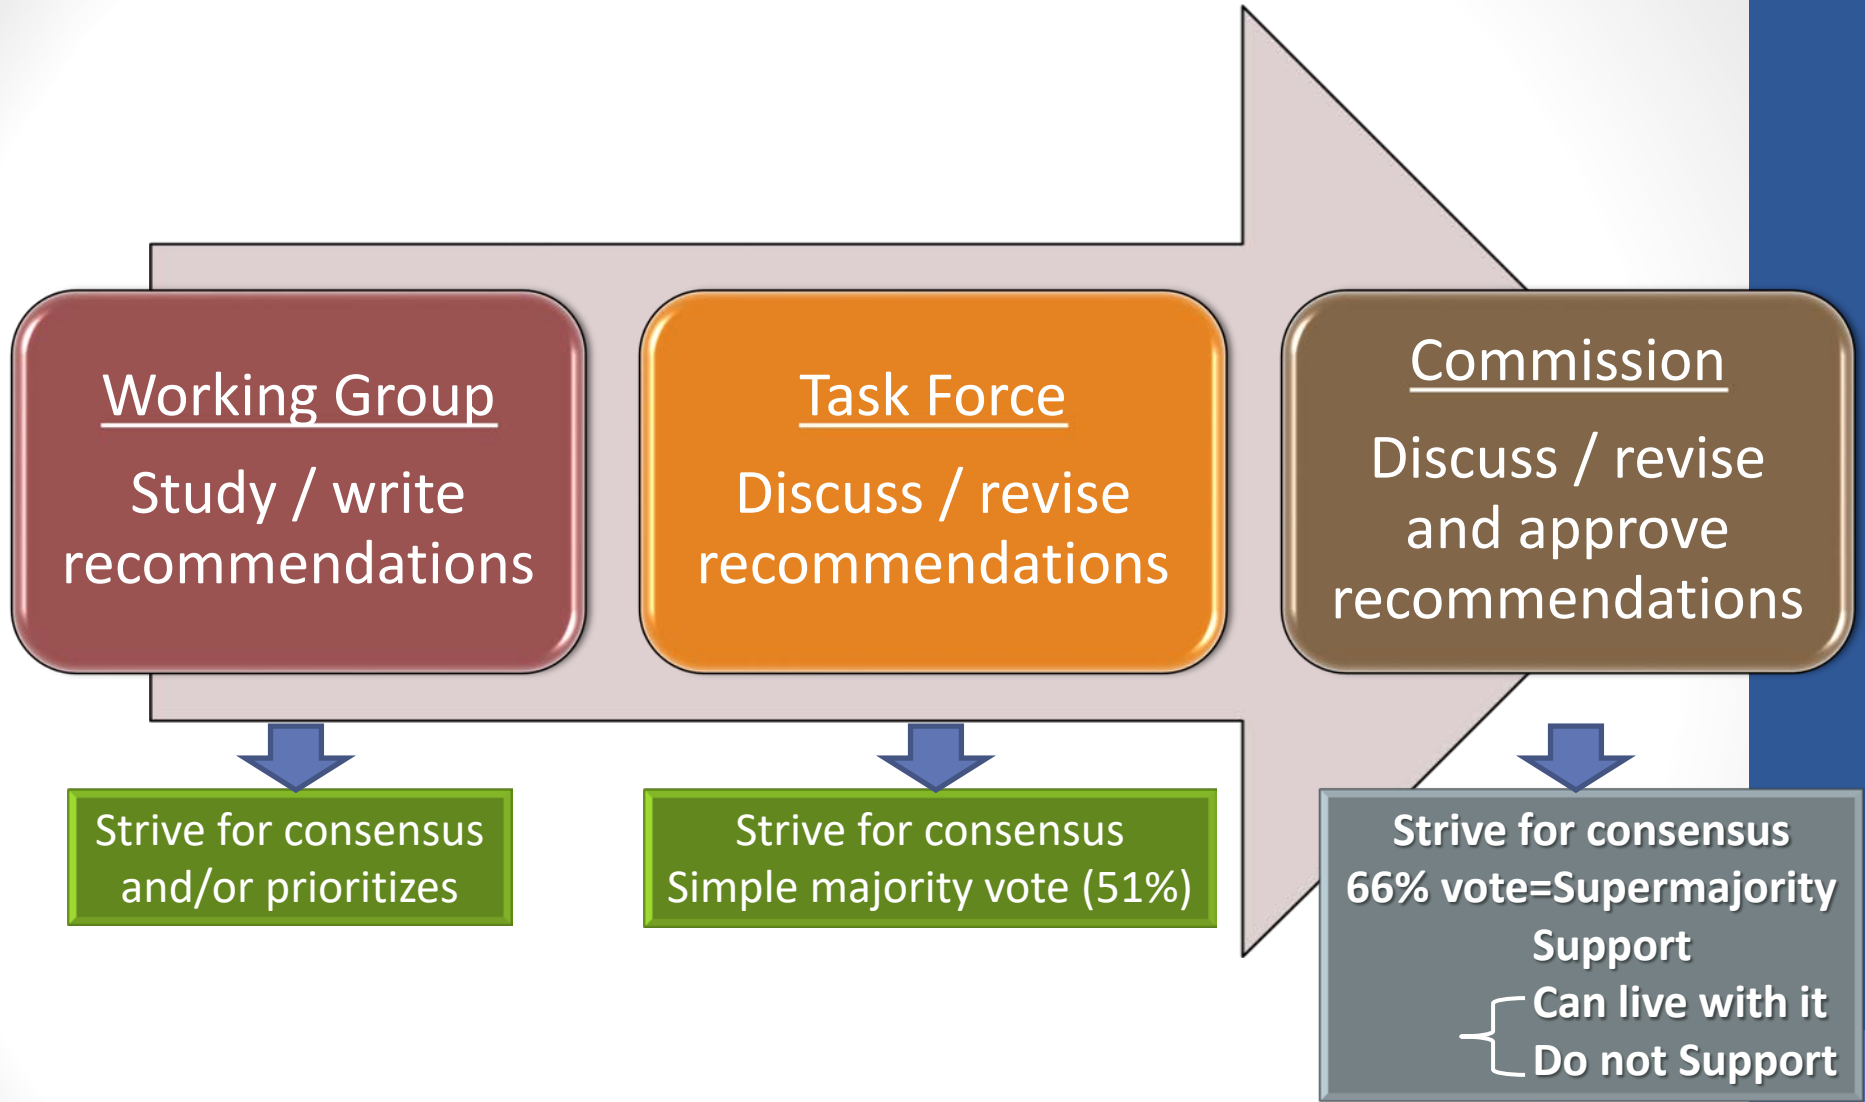 Working Group
Study / write
recommendations
Task Force
Discuss / revise
recommendations
Commission
Discuss / revise
and approve
recommendations
Strive for consensus
and/or prioritizes
Strive for consensus
Simple majority vote (51%)
Strive for consensus
66% vote=Supermajority
Support
Can live with it
Do not Support